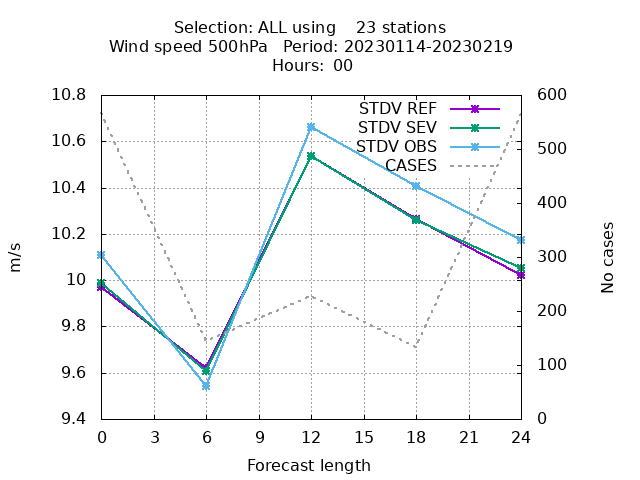 Selection: ALL using    23 stations
Wind speed 500hPa   Period: 20230114-20230219
Hours:  00
STDV REF
STDV SEV
STDV OBS
CASES
10.8
10.6
10.4
10.2
10
9.8
9.6
9.4
m/s
600
500
400
300
200
100
0
No cases
0 3 6 9 12 15 18 21 24
Forecast length